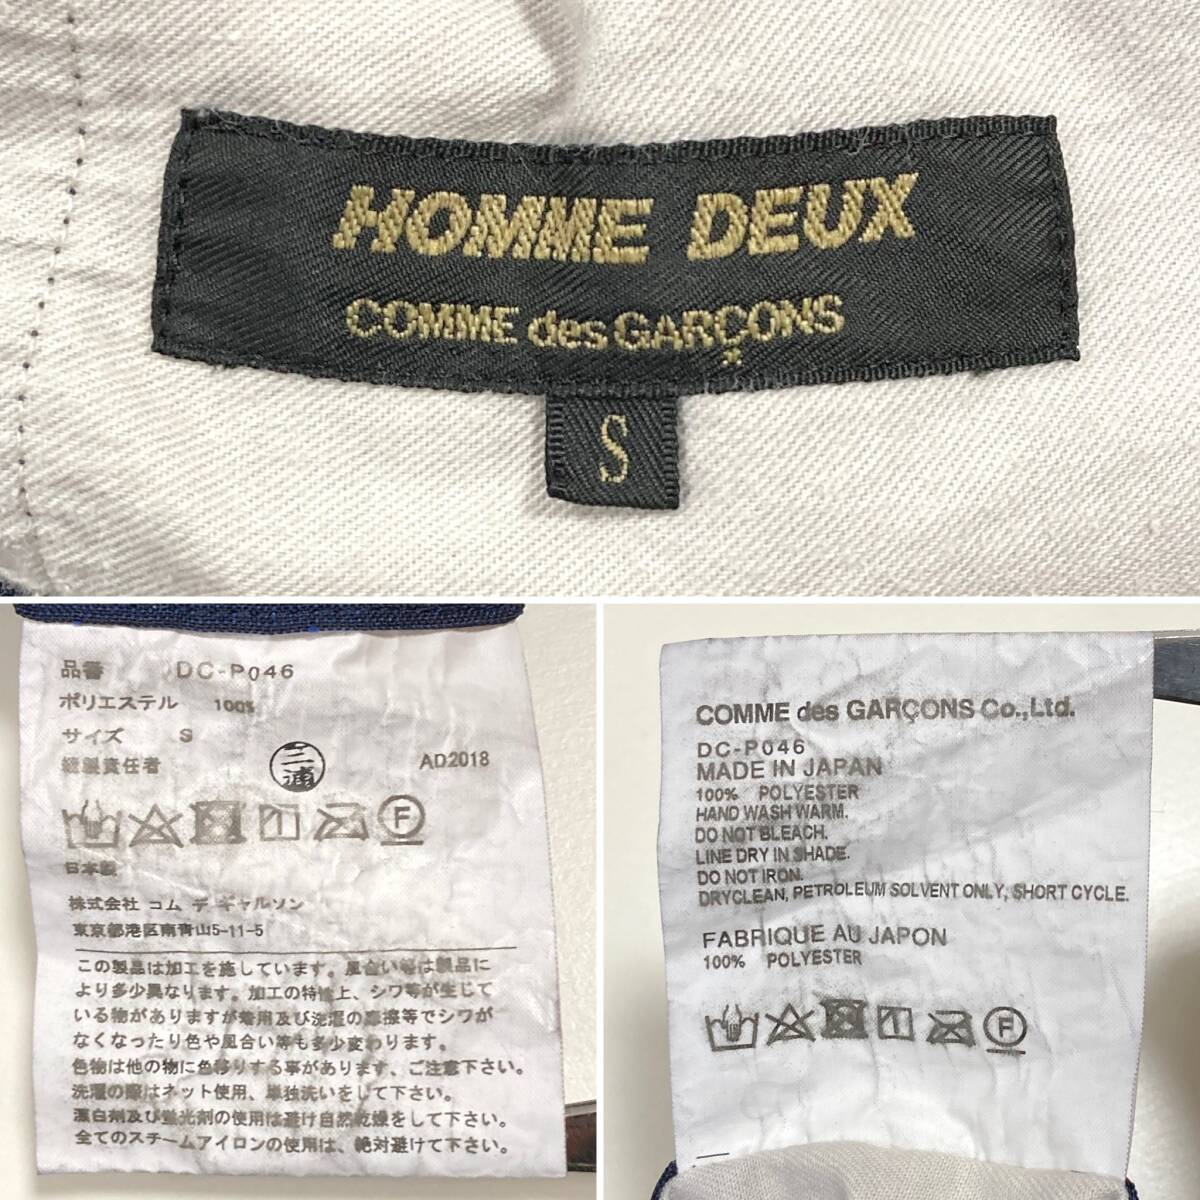 HOMME DEUX
COMME des GARÇONS
S
品番 DC-P046
ポリエステル 100%
サイズ S
縫製責任者 三浦 AD2018
日本製
株式会社 コム デ ギャルソン
東京都港区南青山5-11-5
この製品は加工を施しています。風合い等は製品に
より多少異なります。加工の特性上、シワ等が生じて
いる物がありますが着用及び洗濯の摩擦等でシワが
なくなったり色や風合い等も多少変わります。
色物は他の物に色移りする事があります、ご注意下さい。
洗濯の際はネット使用、単独洗いをして下さい。
漂白剤及び蛍光剤の使用は避け自然乾燥をして下さい。
全てのスチームアイロンの使用は、絶対避けて下さい。
COMME des GARÇONS Co.,Ltd.
DC-P046
MADE IN JAPAN
100% POLYESTER
HAND WASH WARM.
DO NOT BLEACH.
LINE DRY IN SHADE.
DO NOT IRON.
DRYCLEAN, PETROLEUM SOLVENT ONLY, SHORT CYCLE.
FABRIQUE AU JAPON
100% POLYESTER